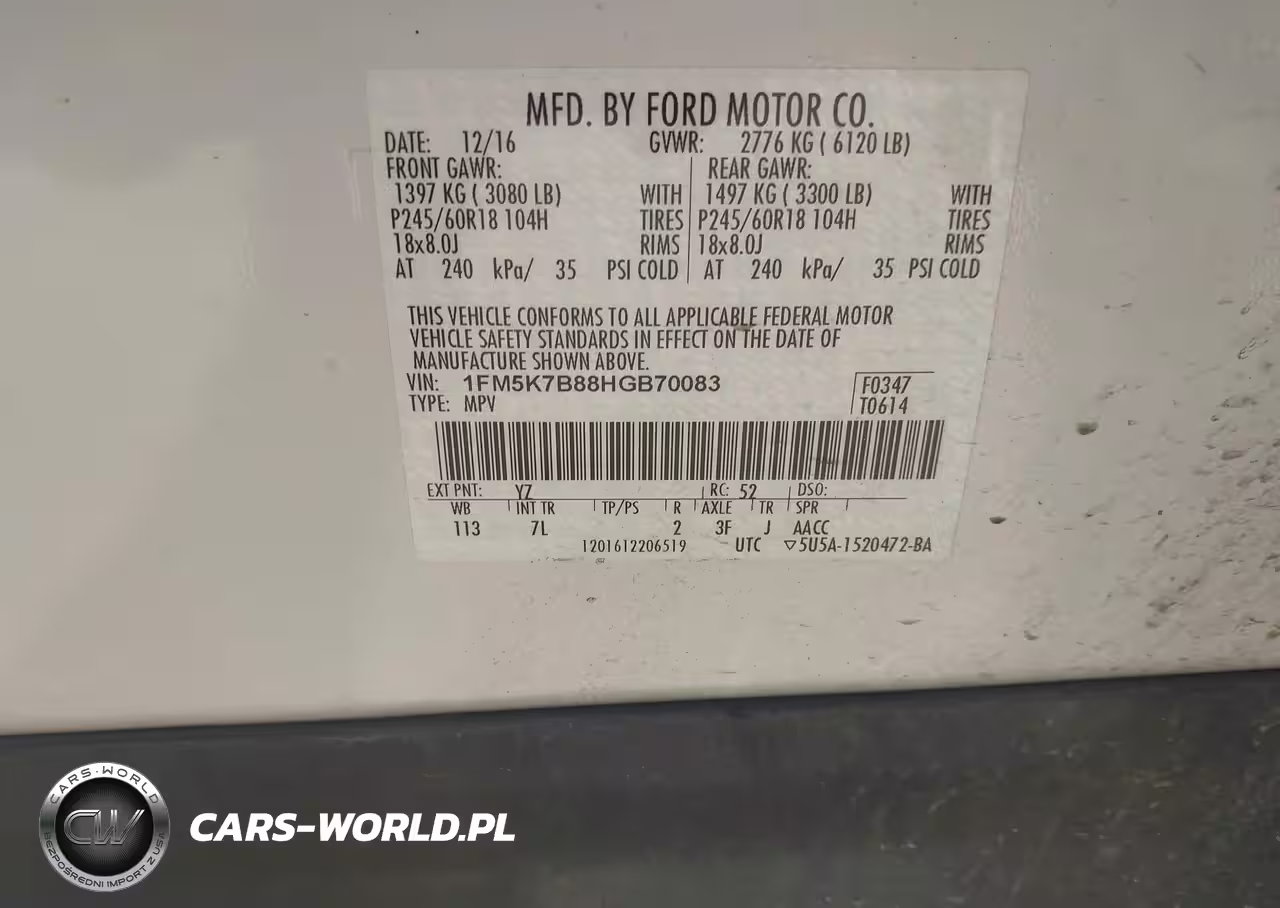 MFD. BY FORD MOTOR CO.
DATE: 12/16 GVWR: 2776 KG ( 6120 LB)
FRONT GAWR: REAR GAWR:
1397 KG ( 3080 LB) WITH 1497 KG ( 3300 LB) WITH
P245/60R18 104H TIRES P245/60R18 104H TIRES
18x8.0J RIMS 18x8.0J RIMS
AT 240 kPa/ 35 PSI COLD AT 240 kPa/ 35 PSI COLD
THIS VEHICLE CONFORMS TO ALL APPLICABLE FEDERAL MOTOR
VEHICLE SAFETY STANDARDS IN EFFECT ON THE DATE OF
MANUFACTURE SHOWN ABOVE.
VIN: 1FM5K7B88HGB70083 F0347
TYPE: MPV T0614
EXT PNT: YZ RC: 52 DSO:
WB INT TR TP/PS R AXLE TR SPR
113 7L 2 3F J AACC
1201612206519 UTC ▽5U5A-1520472-BA
CARS-WORLD
CW
BEZPOŚREDNI IMPORT Z USA
CARS-WORLD.PL